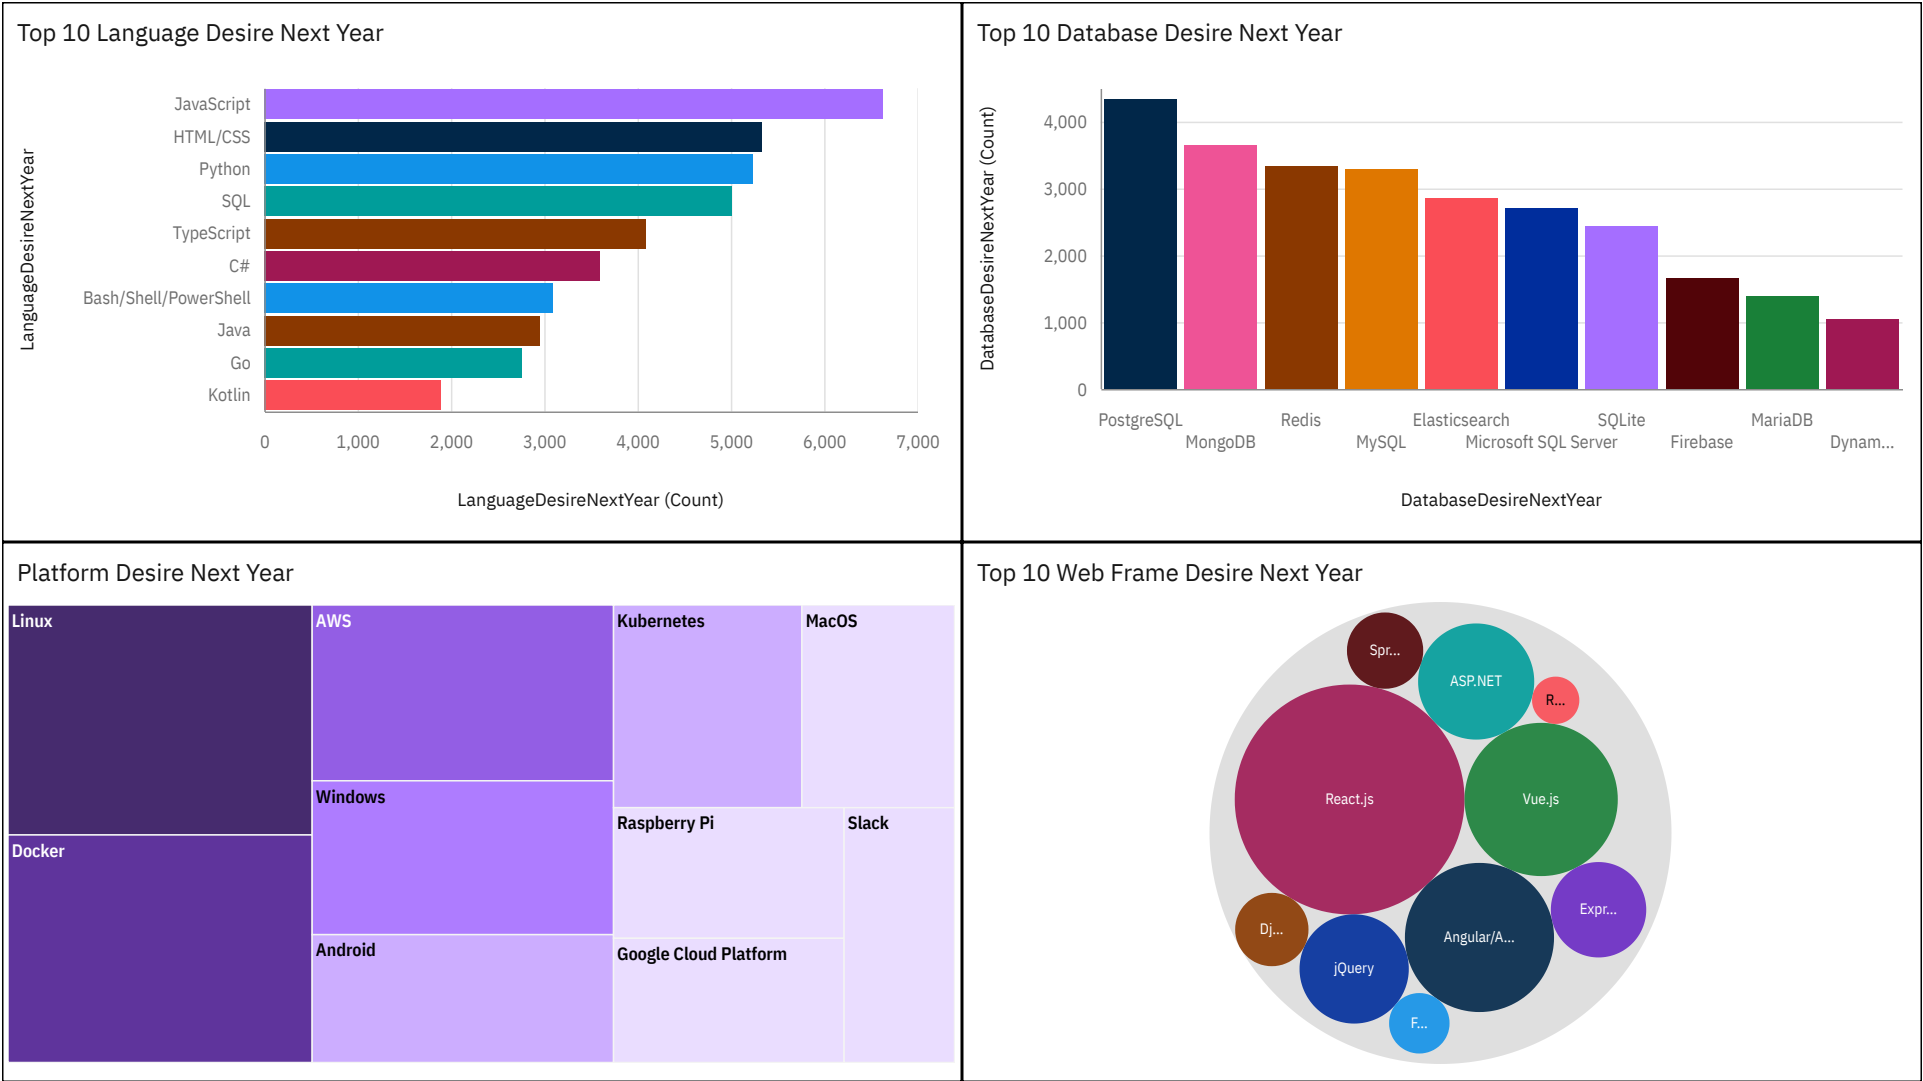 Top 10 Language Desire Next Year
LanguageDesireNextYear
JavaScript
HTML/CSS
Python
SQL
TypeScript
C#
Bash/Shell/PowerShell
Java
Go
Kotlin
0 1,000 2,000 3,000 4,000 5,000 6,000 7,000
LanguageDesireNextYear (Count)
Top 10 Database Desire Next Year
DatabaseDesireNextYear (Count)
4,000
3,000
2,000
1,000
0
PostgreSQL Redis Elasticsearch SQLite MariaDB
MongoDB MySQL Microsoft SQL Server Firebase Dynam...
DatabaseDesireNextYear
Platform Desire Next Year
Linux AWS Kubernetes MacOS
Windows
Raspberry Pi Slack
Docker
Android
Google Cloud Platform
Top 10 Web Frame Desire Next Year
Spr...
ASP.NET
R...
React.js
Vue.js
Expr...
Dj...
Angular/A...
jQuery
F...